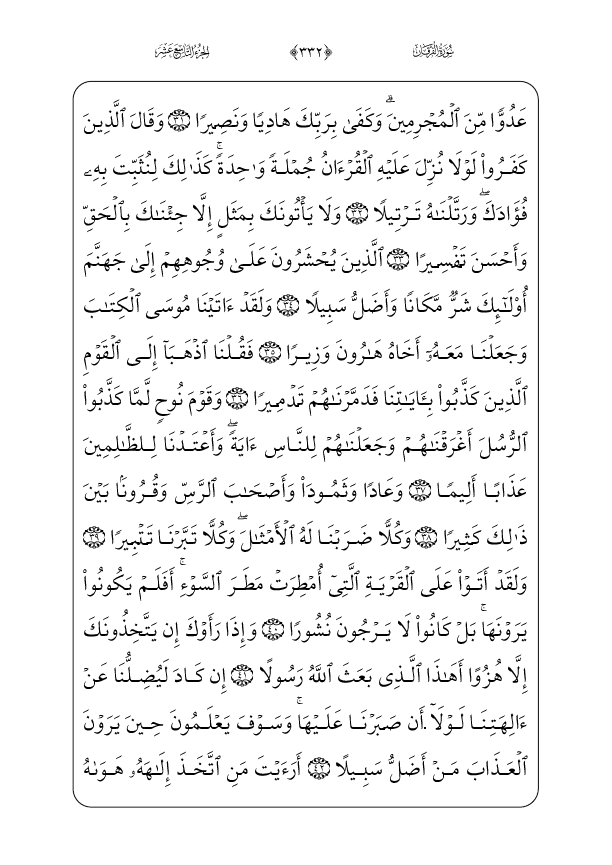 سُورَةُ الفُرْقَان ﴿٣٣٢﴾ الجُزْءُ التَّاسِعَ عَشَرَ
عَدُوّٗا مِّنَ ٱلۡمُجۡرِمِينَۗ وَكَفَىٰ بِرَبِّكَ هَادِيٗا وَنَصِيرٗا ٣١ وَقَالَ ٱلَّذِينَ
كَفَرُواْ لَوۡلَا نُزِّلَ عَلَيۡهِ ٱلۡقُرۡءَانُ جُمۡلَةٗ وَٰحِدَةٗۚ كَذَٰلِكَ لِنُثَبِّتَ بِهِۦ
فُؤَادَكَۖ وَرَتَّلۡنَٰهُ تَرۡتِيلٗا ٣٢ وَلَا يَأۡتُونَكَ بِمَثَلٍ إِلَّا جِئۡنَٰكَ بِٱلۡحَقِّ
وَأَحۡسَنَ تَفۡسِيرًا ٣٣ ٱلَّذِينَ يُحۡشَرُونَ عَلَىٰ وُجُوهِهِمۡ إِلَىٰ جَهَنَّمَ
أُوْلَٰٓئِكَ شَرّٞ مَّكَانٗا وَأَضَلُّ سَبِيلٗا ٣٤ وَلَقَدۡ ءَاتَيۡنَا مُوسَى ٱلۡكِتَٰبَ
وَجَعَلۡنَا مَعَهُۥٓ أَخَاهُ هَٰرُونَ وَزِيرٗا ٣٥ فَقُلۡنَا ٱذۡهَبَآ إِلَى ٱلۡقَوۡمِ
ٱلَّذِينَ كَذَّبُواْ بِـَٔايَٰتِنَا فَدَمَّرۡنَٰهُمۡ تَدۡمِيرٗا ٣٦ وَقَوۡمَ نُوحٖ لَّمَّا كَذَّبُواْ
ٱلرُّسُلَ أَغۡرَقۡنَٰهُمۡ وَجَعَلۡنَٰهُمۡ لِلنَّاسِ ءَايَةٗۖ وَأَعۡتَدۡنَا لِلظَّٰلِمِينَ
عَذَابًا أَلِيمٗا ٣٧ وَعَادٗا وَثَمُودَاْ وَأَصۡحَٰبَ ٱلرَّسِّ وَقُرُونَۢا بَيۡنَ
ذَٰلِكَ كَثِيرٗا ٣٨ وَكُلّٗا ضَرَبۡنَا لَهُ ٱلۡأَمۡثَٰلَۖ وَكُلّٗا تَبَّرۡنَا تَتۡبِيرٗا ٣٩
وَلَقَدۡ أَتَوۡاْ عَلَى ٱلۡقَرۡيَةِ ٱلَّتِيٓ أُمۡطِرَتۡ مَطَرَ ٱلسَّوۡءِۚ أَفَلَمۡ يَكُونُواْ
يَرَوۡنَهَاۚ بَلۡ كَانُواْ لَا يَرۡجُونَ نُشُورٗا ٤٠ وَإِذَا رَأَوۡكَ إِن يَتَّخِذُونَكَ
إِلَّا هُزُوًا أَهَٰذَا ٱلَّذِي بَعَثَ ٱللَّهُ رَسُولًا ٤١ إِن كَادَ لَيُضِلُّنَا عَنۡ
ءَالِهَتِنَا لَوۡلَآ أَن صَبَرۡنَا عَلَيۡهَاۚ وَسَوۡفَ يَعۡلَمُونَ حِينَ يَرَوۡنَ
ٱلۡعَذَابَ مَنۡ أَضَلُّ سَبِيلًا ٤٢ أَرَءَيۡتَ مَنِ ٱتَّخَذَ إِلَٰهَهُۥ هَوَىٰهُ